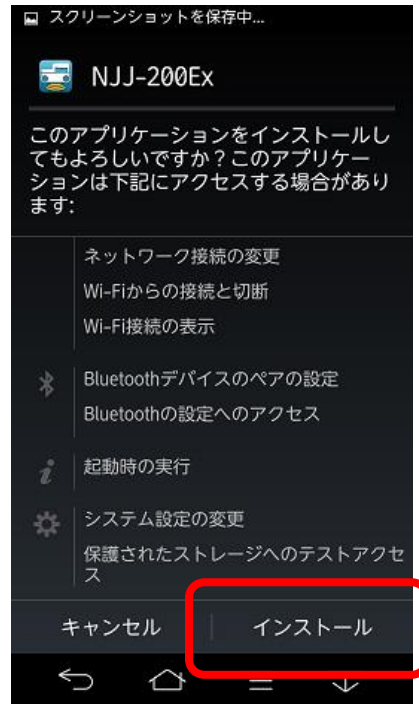 スクリーンショットを保存中...
NJJ-200Ex
このアプリケーションをインストールし
てもよろしいですか？このアプリケー
ションは下記にアクセスする場合があり
ます:
ネットワーク接続の変更
Wi-Fiからの接続と切断
Wi-Fi接続の表示
Bluetoothデバイスのペアの設定
Bluetoothの設定へのアクセス
起動時の実行
システム設定の変更
保護されたストレージへのテストアクセ
ス
キャンセル
インストール